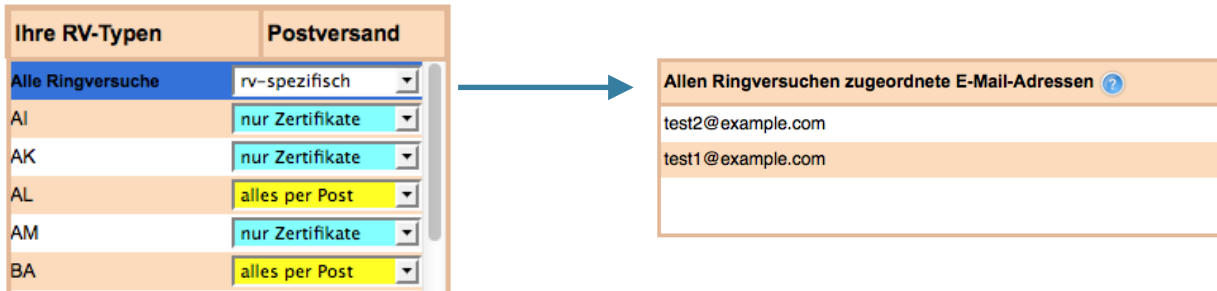 Ihre RV-Typen Postversand
Alle Ringversuche rv-spezifisch
AI nur Zertifikate
AK nur Zertifikate
AL alles per Post
AM nur Zertifikate
BA alles per Post
Allen Ringversuchen zugeordnete E-Mail-Adressen ?
test2@example.com
test1@example.com